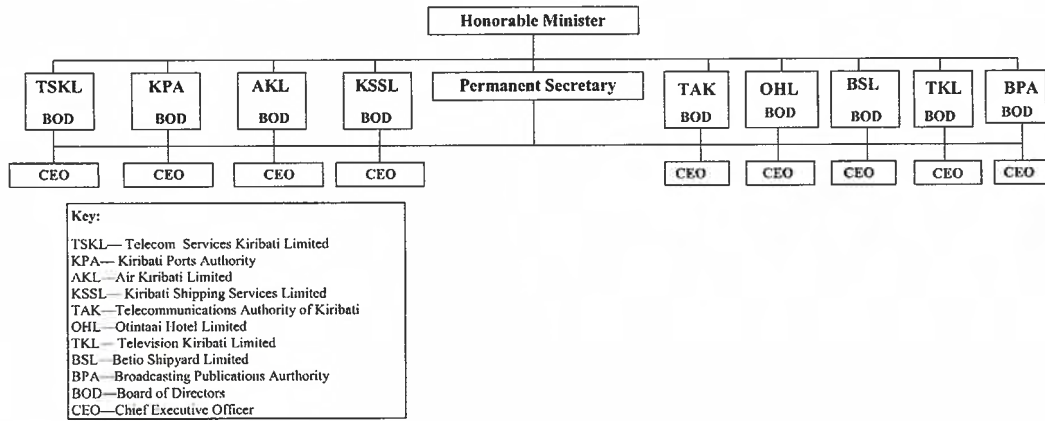 Honorable Minister
TSKL
BOD
KPA
BOD
AKL
BOD
KSSL
BOD
Permanent Secretary
TAK
BOD
OHL
BOD
BSL
BOD
TKL
BOD
BPA
BOD
CEO
CEO
CEO
CEO
CEO
CEO
CEO
CEO
CEO
Key:
TSKL— Telecom Services Kiribati Limited
KPA— Kiribati Ports Authority
AKL—Air Kiribati Limited
KSSL—Kiribati Shipping Services Limited
TAK—Telecommunications Authority of Kiribati
OHL—Otintaai Hotel Limited
TKL—Television Kiribati Limited
BSL—Betio Shipyard Limited
BPA—Broadcasting Publications Aurthority
BOD—Board of Directors
CEO—Chief Executive Officer